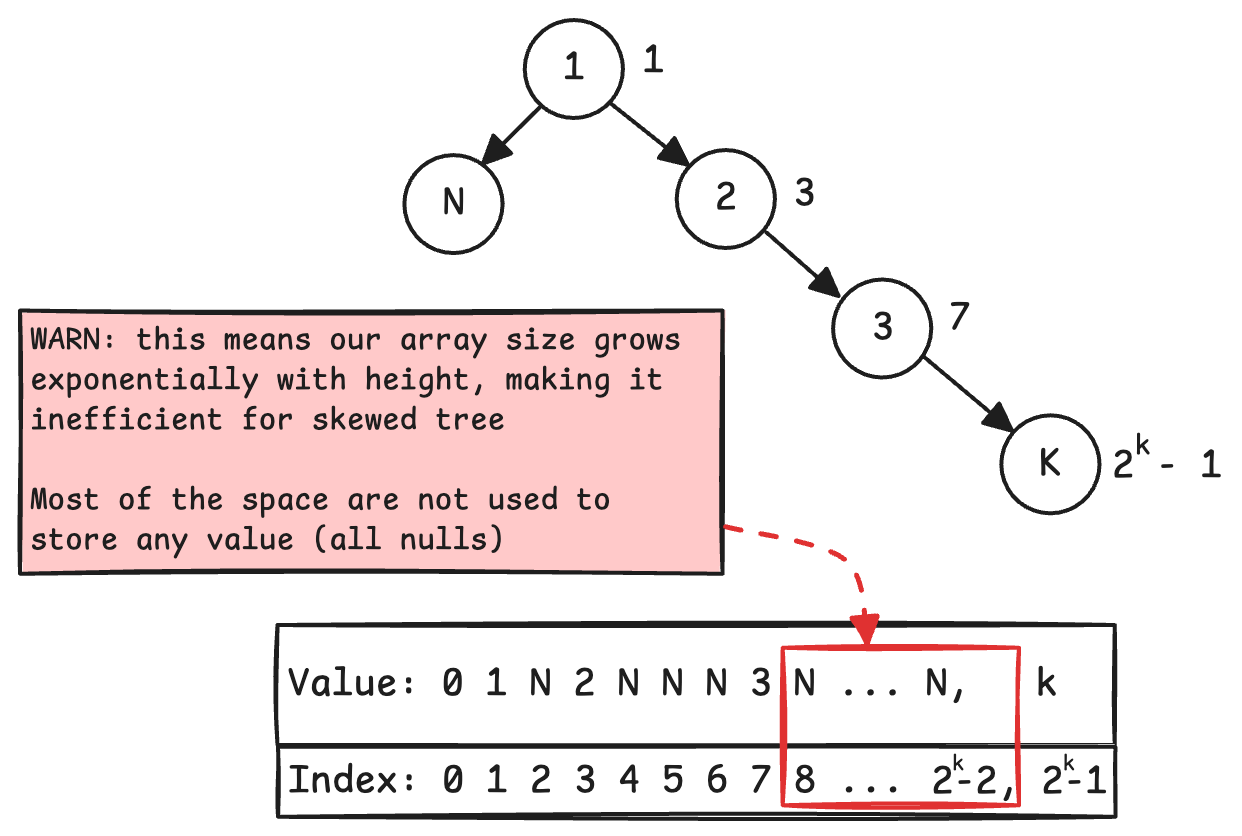 1 1
N 2 3
3 7
K 2^k - 1
WARN: this means our array size grows
exponentially with height, making it
inefficient for skewed tree
Most of the space are not used to
store any value (all nulls)
Value: 0 1 N 2 N N N 3 N ... N, k
Index: 0 1 2 3 4 5 6 7 8 ... 2^k-2, 2^k-1